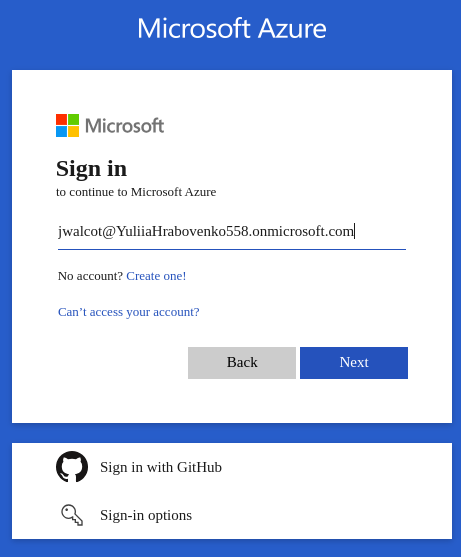 Microsoft Azure
Microsoft
Sign in
to continue to Microsoft Azure
jwalcot@YuliiaHrabovenko558.onmicrosoft.com
No account? Create one!
Can’t access your account?
Back
Next
Sign in with GitHub
Sign-in options